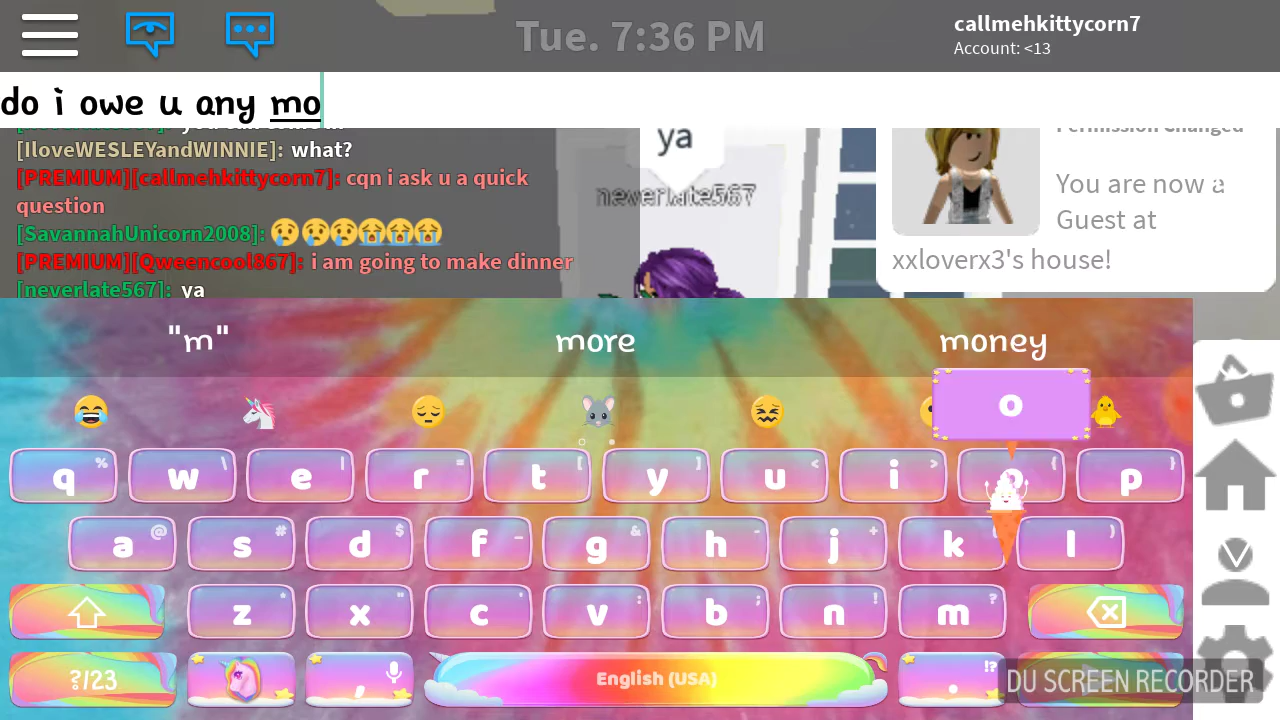 Tue. 7:36 PM
callmehkittycorn7
Account: <13
do i owe u any mo
[IloveWESLEYandWINNIE]: what?
[PREMIUM][callmehkittycorn7]: cqn i ask u a quick
question
[SavannahUnicorn2008]: 😢😢😢😭😭😭
[PREMIUM][Qweencool867]: i am going to make dinner
[neverlate567]: ya
ya
neverlate567
Permission Changed
You are now a
Guest at
xxloverx3's house!
"m" more money
o
q % w \ e | r = t [ y ] u < i > o { p }
a @ s # d $ f _ g & h - j + k l )
z * x " c ' v : b ; n ! m ?
?123 , English (USA) . !?
DU SCREEN RECORDER